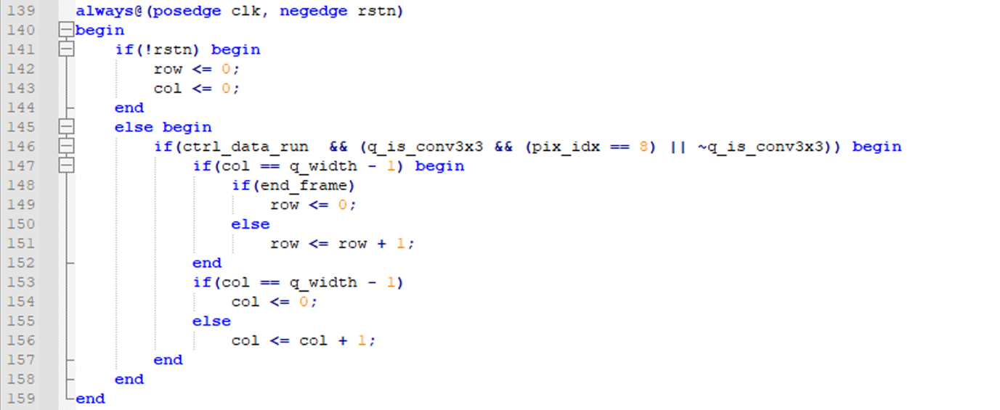 139 always@(posedge clk, negedge rstn)
140 begin
141     if(!rstn) begin
142         row <= 0;
143         col <= 0;
144     end
145     else begin
146         if(ctrl_data_run  && (q_is_conv3x3 && (pix_idx == 8) || ~q_is_conv3x3)) begin
147             if(col == q_width - 1) begin
148                 if(end_frame)
149                     row <= 0;
150                 else
151                     row <= row + 1;
152             end
153             if(col == q_width - 1)
154                 col <= 0;
155             else
156                 col <= col + 1;
157         end
158     end
159 end